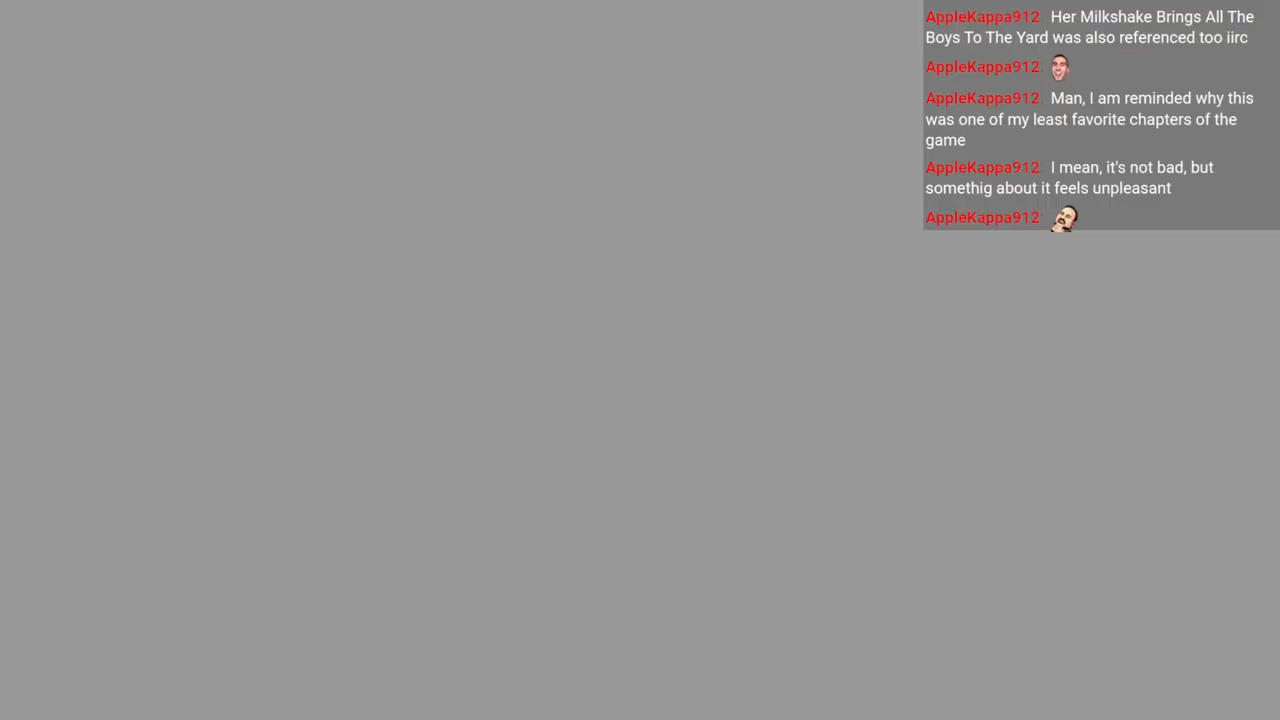 AppleKappa912: Her Milkshake Brings All The
Boys To The Yard was also referenced too iirc
AppleKappa912:
AppleKappa912: Man, I am reminded why this
was one of my least favorite chapters of the
game
AppleKappa912: I mean, it's not bad, but
somethig about it feels unpleasant
AppleKappa912: